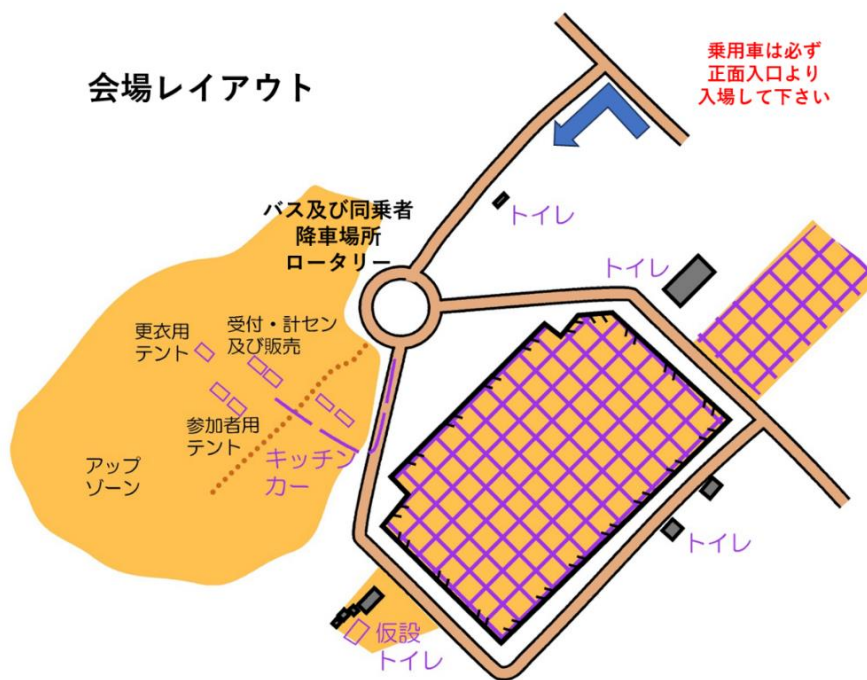 会場レイアウト
乗用車は必ず
正面入口より
入場して下さい
バス及び同乗者
降車場所
ロータリー
トイレ
トイレ
更衣用
テント
受付・計セン
及び販売
参加者用
テント
キッチン
カー
アップ
ゾーン
トイレ
仮設
トイレ